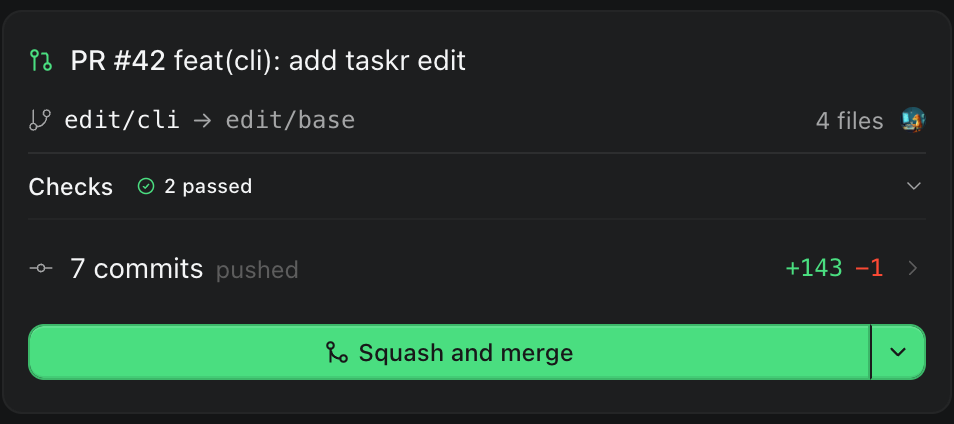 PR #42 feat(cli): add taskr edit
edit/cli → edit/base 4 files
Checks 2 passed
7 commits pushed +143 −1
Squash and merge